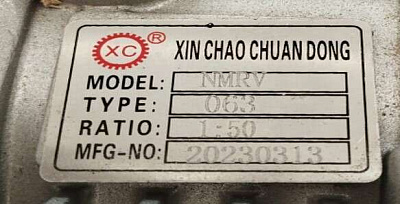 XC ® XIN CHAO CHUAN DONG
MODEL: NMRV
TYPE: 063
RATIO: 1:50
MFG-NO: 20230313